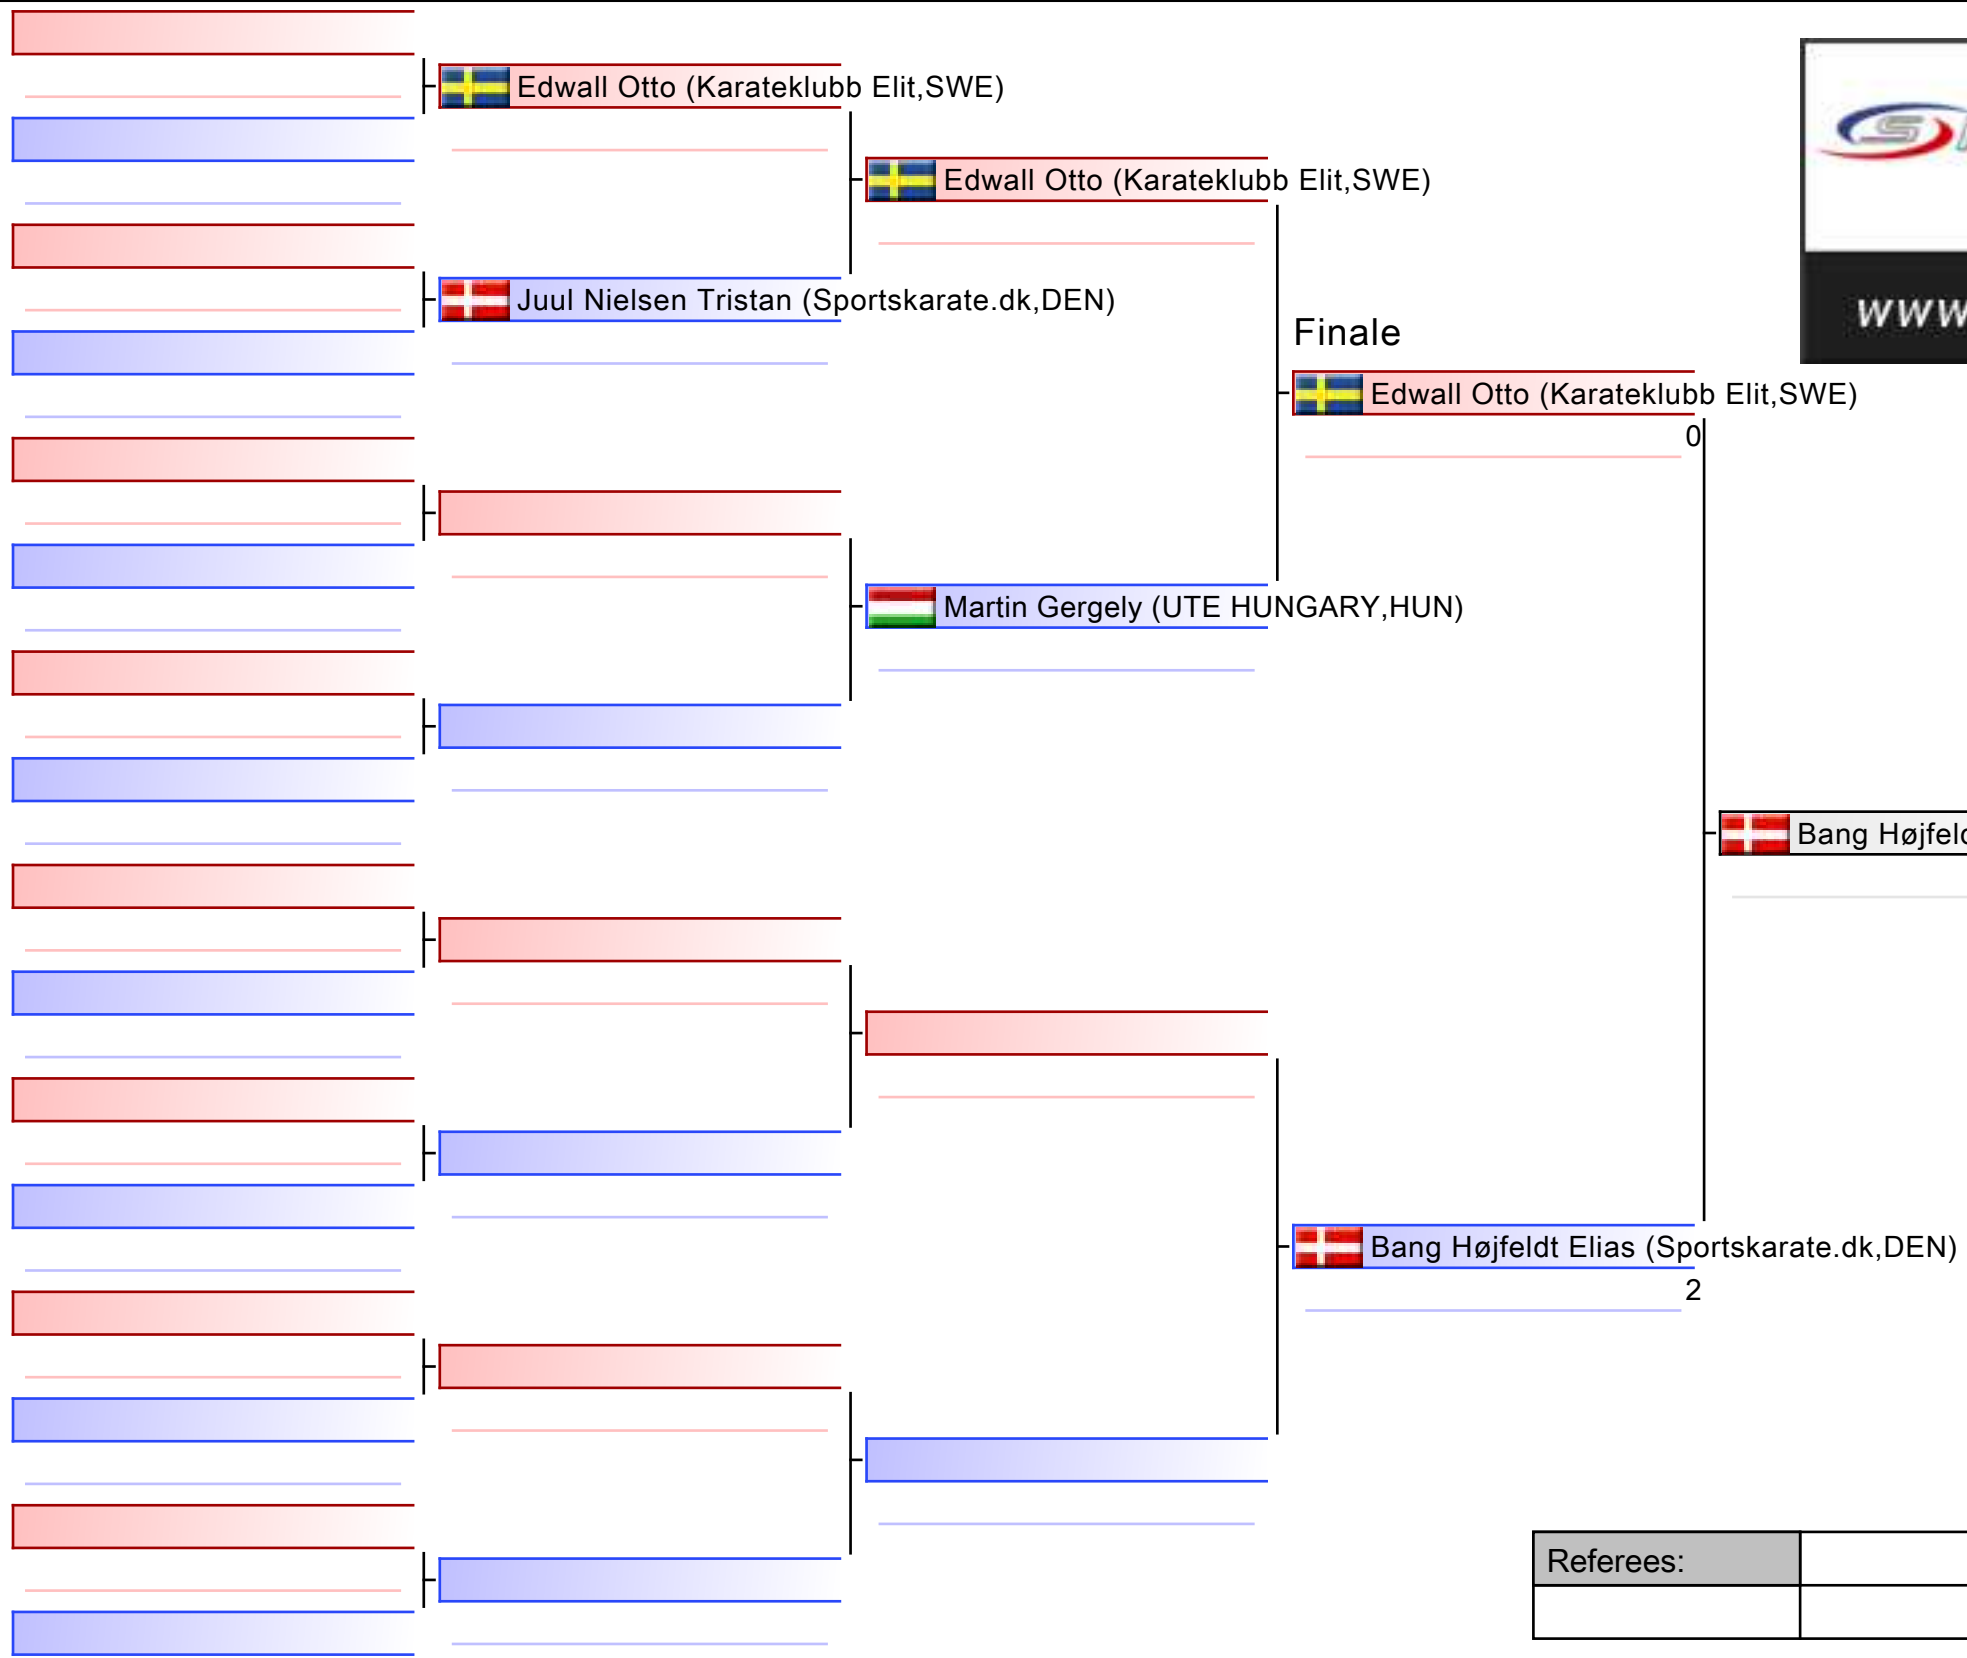 Edwall Otto (Karateklubb Elit,SWE)
Edwall Otto (Karateklubb Elit,SWE)
Juul Nielsen Tristan (Sportskarate.dk,DEN)
Finale
Edwall Otto (Karateklubb Elit,SWE)
0
Martin Gergely (UTE HUNGARY,HUN)
Bang Højfeld
Bang Højfeldt Elias (Sportskarate.dk,DEN)
2
Referees:
www
S